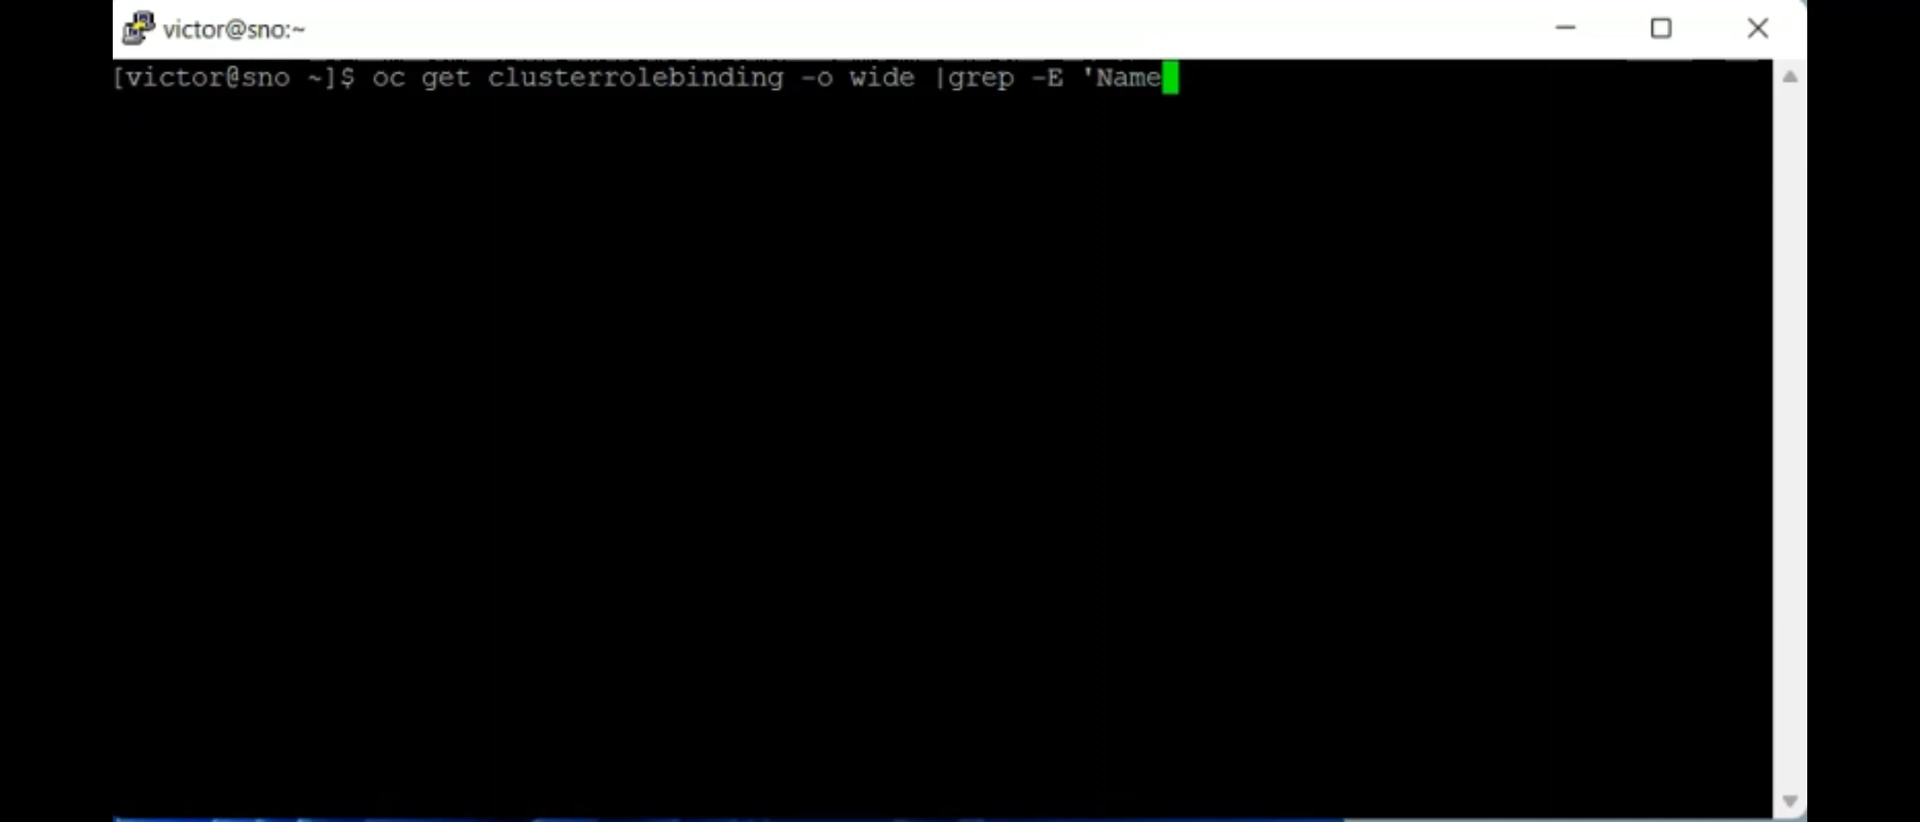 victor@sno:~
[victor@sno ~]$ oc get clusterrolebinding -o wide |grep -E 'Name